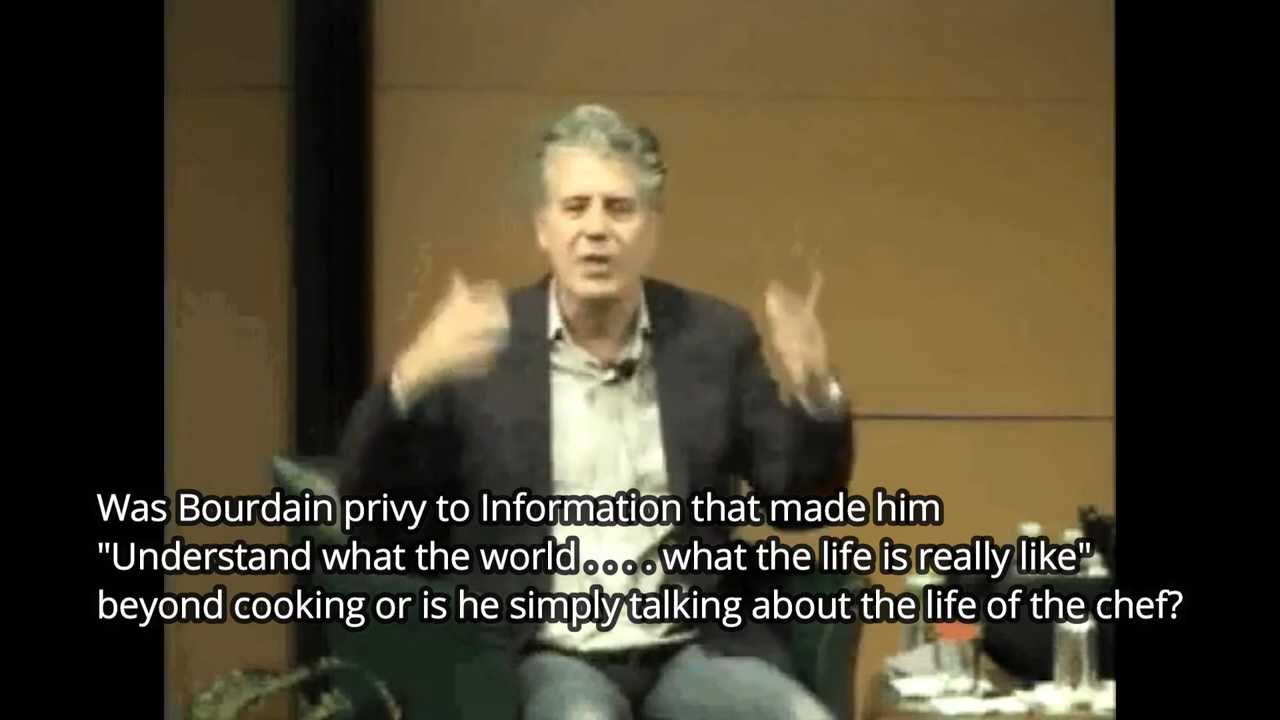 Was Bourdain privy to Information that made him
"Understand what the world....what the life is really like"
beyond cooking or is he simply talking about the life of the chef?